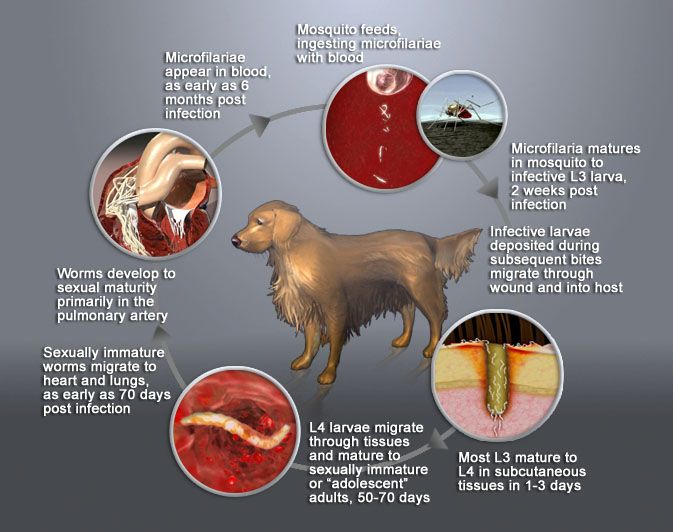 Mosquito feeds,
ingesting microfilariae
with blood
Microfilaria matures
in mosquito to
infective L3 larva,
2 weeks post
infection
Infective larvae
deposited during
subsequent bites
migrate through
wound and into host
Most L3 mature to
L4 in subcutaneous
tissues in 1-3 days
L4 larvae migrate
through tissues
and mature to
sexually immature
or “adolescent”
adults, 50-70 days
Sexually immature
worms migrate to
heart and lungs,
as early as 70 days
post infection
Worms develop to
sexual maturity
primarily in the
pulmonary artery
Microfilariae
appear in blood,
as early as 6
months post
infection